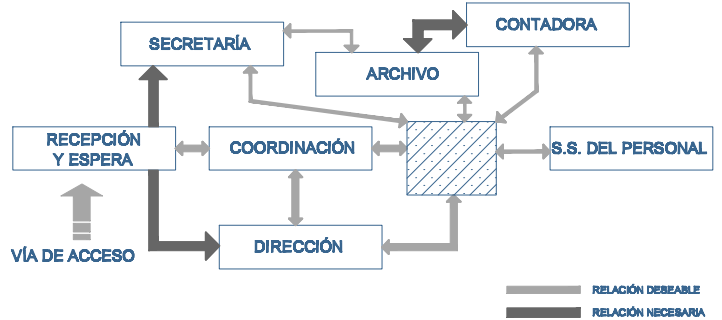 CONTADORA
SECRETARÍA
ARCHIVO
RECEPCIÓN
Y ESPERA
COORDINACIÓN
S.S. DEL PERSONAL
DIRECCIÓN
VÍA DE ACCESO
RELACIÓN DESEABLE
RELACIÓN NECESARIA